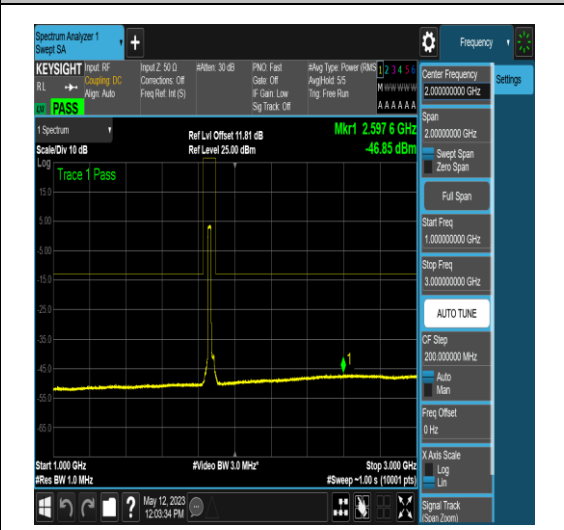 Spectrum Analyzer 1
Swept SA
+
Frequency
KEYSIGHT Input: RF
RL Coupling: DC
Align: Auto
LXI PASS
Input Z: 50 Ω
Corrections: Off
Freq Ref: Int (S)
#Atten: 30 dB
PNO: Fast
Gate: Off
IF Gain: Low
Sig Track: Off
#Avg Type: Power (RMS
Avg|Hold: 5/5
Trig: Free Run
1 2 3 4 5 6
M W W W W W
A A A A A A
Center Frequency
2.000000000 GHz
Settings
Span
2.00000000 GHz
Swept Span
Zero Span
Full Span
Start Freq
1.000000000 GHz
Stop Freq
3.000000000 GHz
AUTO TUNE
CF Step
200.000000 MHz
Auto
Man
Freq Offset
0 Hz
X Axis Scale
Log
Lin
Signal Track
(Span Zoom)
1 Spectrum
Scale/Div 10 dB
Ref Lvl Offset 11.81 dB
Ref Level 25.00 dBm
Mkr1 2.597 6 GHz
-46.85 dBm
Log
Trace 1 Pass
15.0
5.00
-5.00
-15.0
-25.0
-35.0
-45.0
-55.0
-65.0
1
Start 1.000 GHz
#Res BW 1.0 MHz
#Video BW 3.0 MHz*
Stop 3.000 GHz
#Sweep ~1.00 s (10001 pts)
?
May 12, 2023
12:03:34 PM